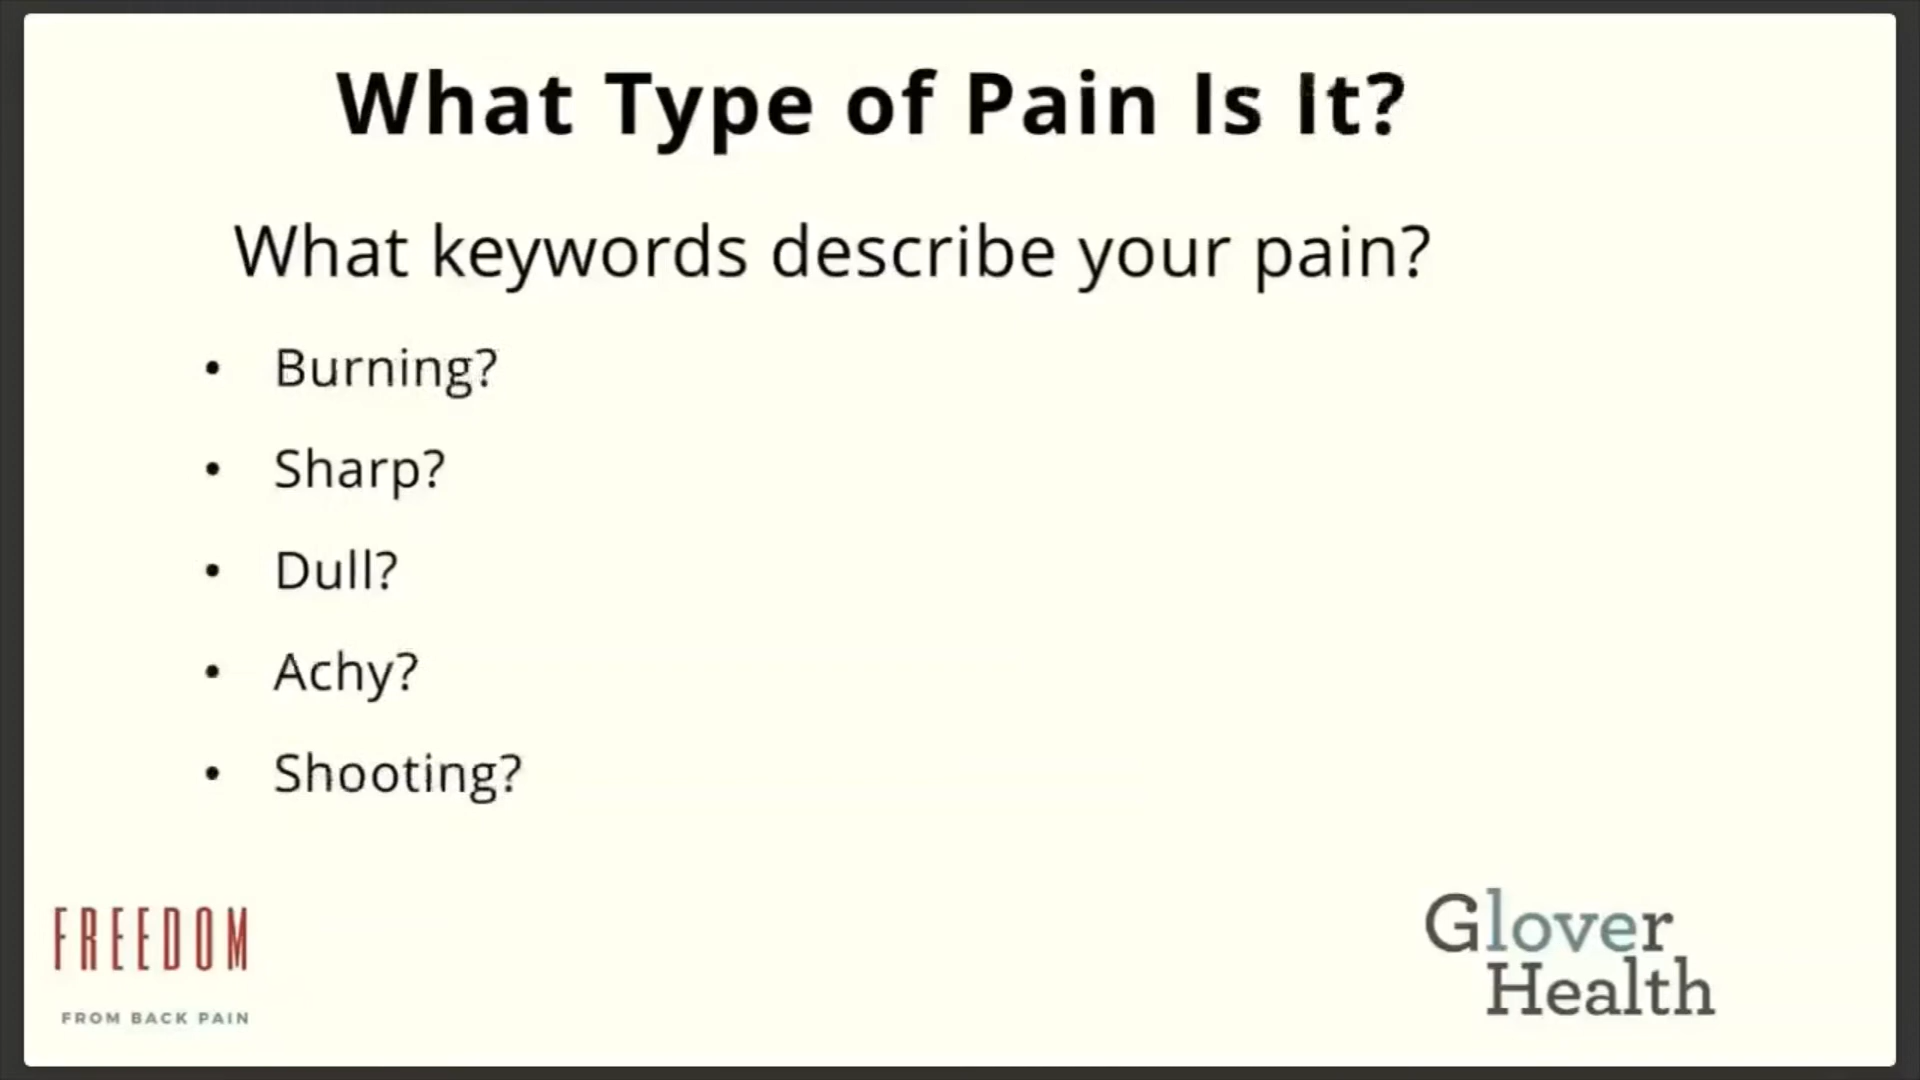 What Type of Pain Is It?
What keywords describe your pain?
• Burning?
• Sharp?
• Dull?
• Achy?
• Shooting?
FREEDOM
FROM BACK PAIN
Glover
Health